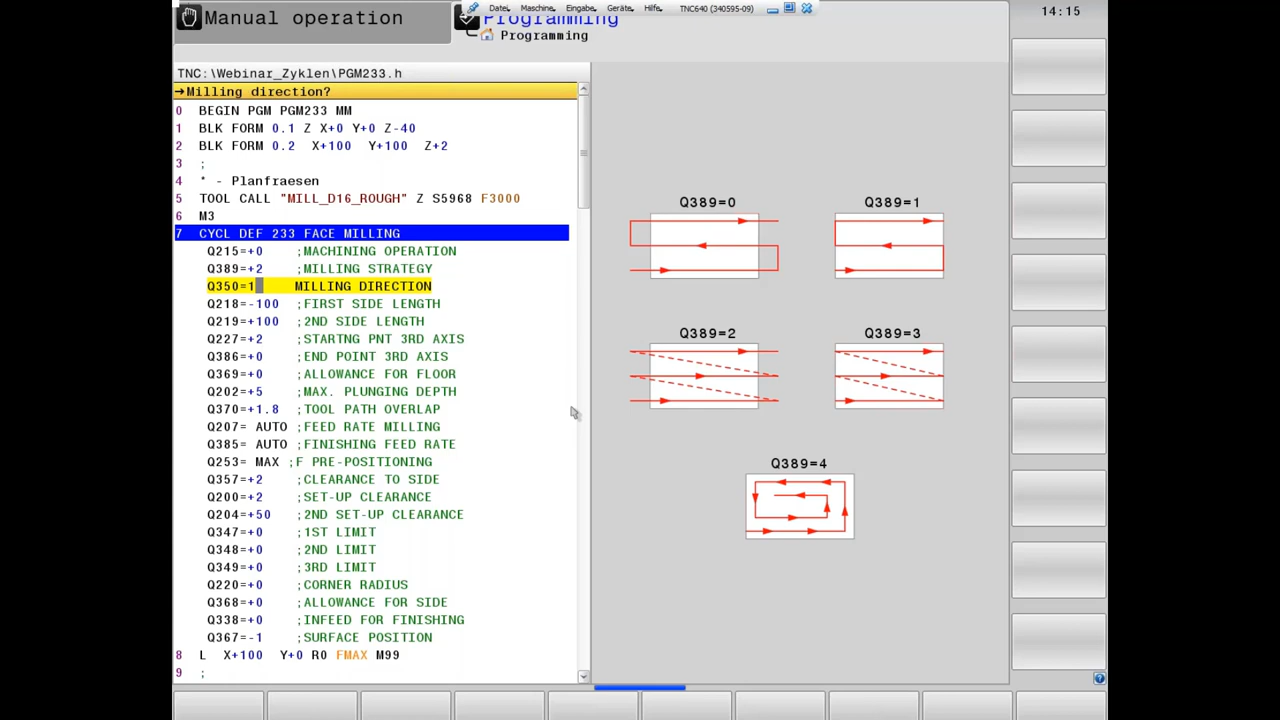 Manual operation
Datei Maschine Eingabe Geräte Hilfe TNC640 (340595-09)
Programming
Programming
14:15
TNC:\Webinar_Zyklen\PGM233.h
→Milling direction?
0 BEGIN PGM PGM233 MM
1 BLK FORM 0.1 Z X+0 Y+0 Z-40
2 BLK FORM 0.2 X+100 Y+100 Z+2
3 ;
4 * - Planfraesen
5 TOOL CALL "MILL_D16_ROUGH" Z S5968 F3000
6 M3
7 CYCL DEF 233 FACE MILLING
Q215=+0 ;MACHINING OPERATION
Q389=+2 ;MILLING STRATEGY
Q350=1 MILLING DIRECTION
Q218=-100 ;FIRST SIDE LENGTH
Q219=+100 ;2ND SIDE LENGTH
Q227=+2 ;STARTNG PNT 3RD AXIS
Q386=+0 ;END POINT 3RD AXIS
Q369=+0 ;ALLOWANCE FOR FLOOR
Q202=+5 ;MAX. PLUNGING DEPTH
Q370=+1.8 ;TOOL PATH OVERLAP
Q207= AUTO ;FEED RATE MILLING
Q385= AUTO ;FINISHING FEED RATE
Q253= MAX ;F PRE-POSITIONING
Q357=+2 ;CLEARANCE TO SIDE
Q200=+2 ;SET-UP CLEARANCE
Q204=+50 ;2ND SET-UP CLEARANCE
Q347=+0 ;1ST LIMIT
Q348=+0 ;2ND LIMIT
Q349=+0 ;3RD LIMIT
Q220=+0 ;CORNER RADIUS
Q368=+0 ;ALLOWANCE FOR SIDE
Q338=+0 ;INFEED FOR FINISHING
Q367=-1 ;SURFACE POSITION
8 L X+100 Y+0 R0 FMAX M99
9 ;
Q389=0
Q389=1
Q389=2
Q389=3
Q389=4